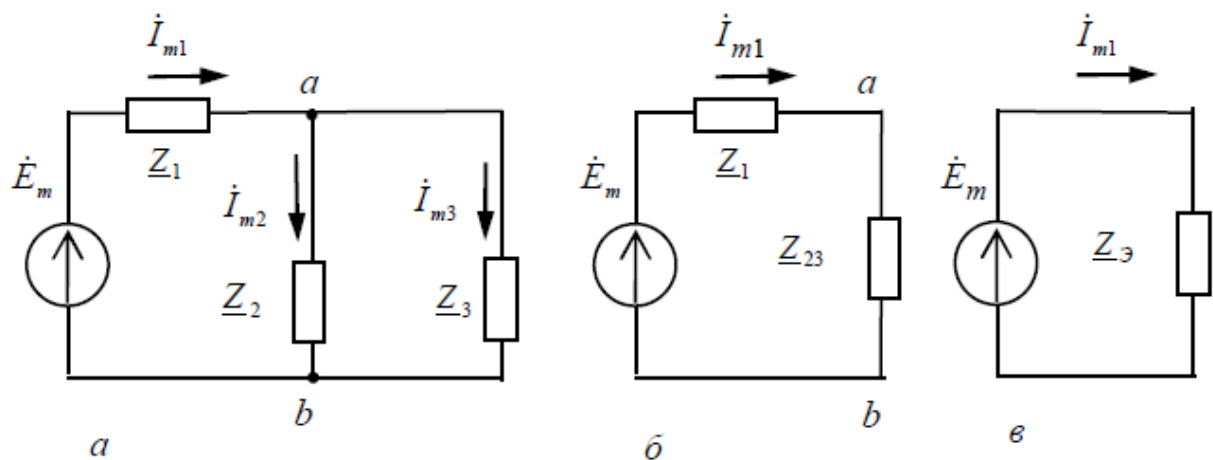 İm1 İm1 İm1
a a
Z1 Z1
Ėm İm2 İm3 Ėm Ėm
Z2 Z3 Z23 ZЭ
b b
а б в